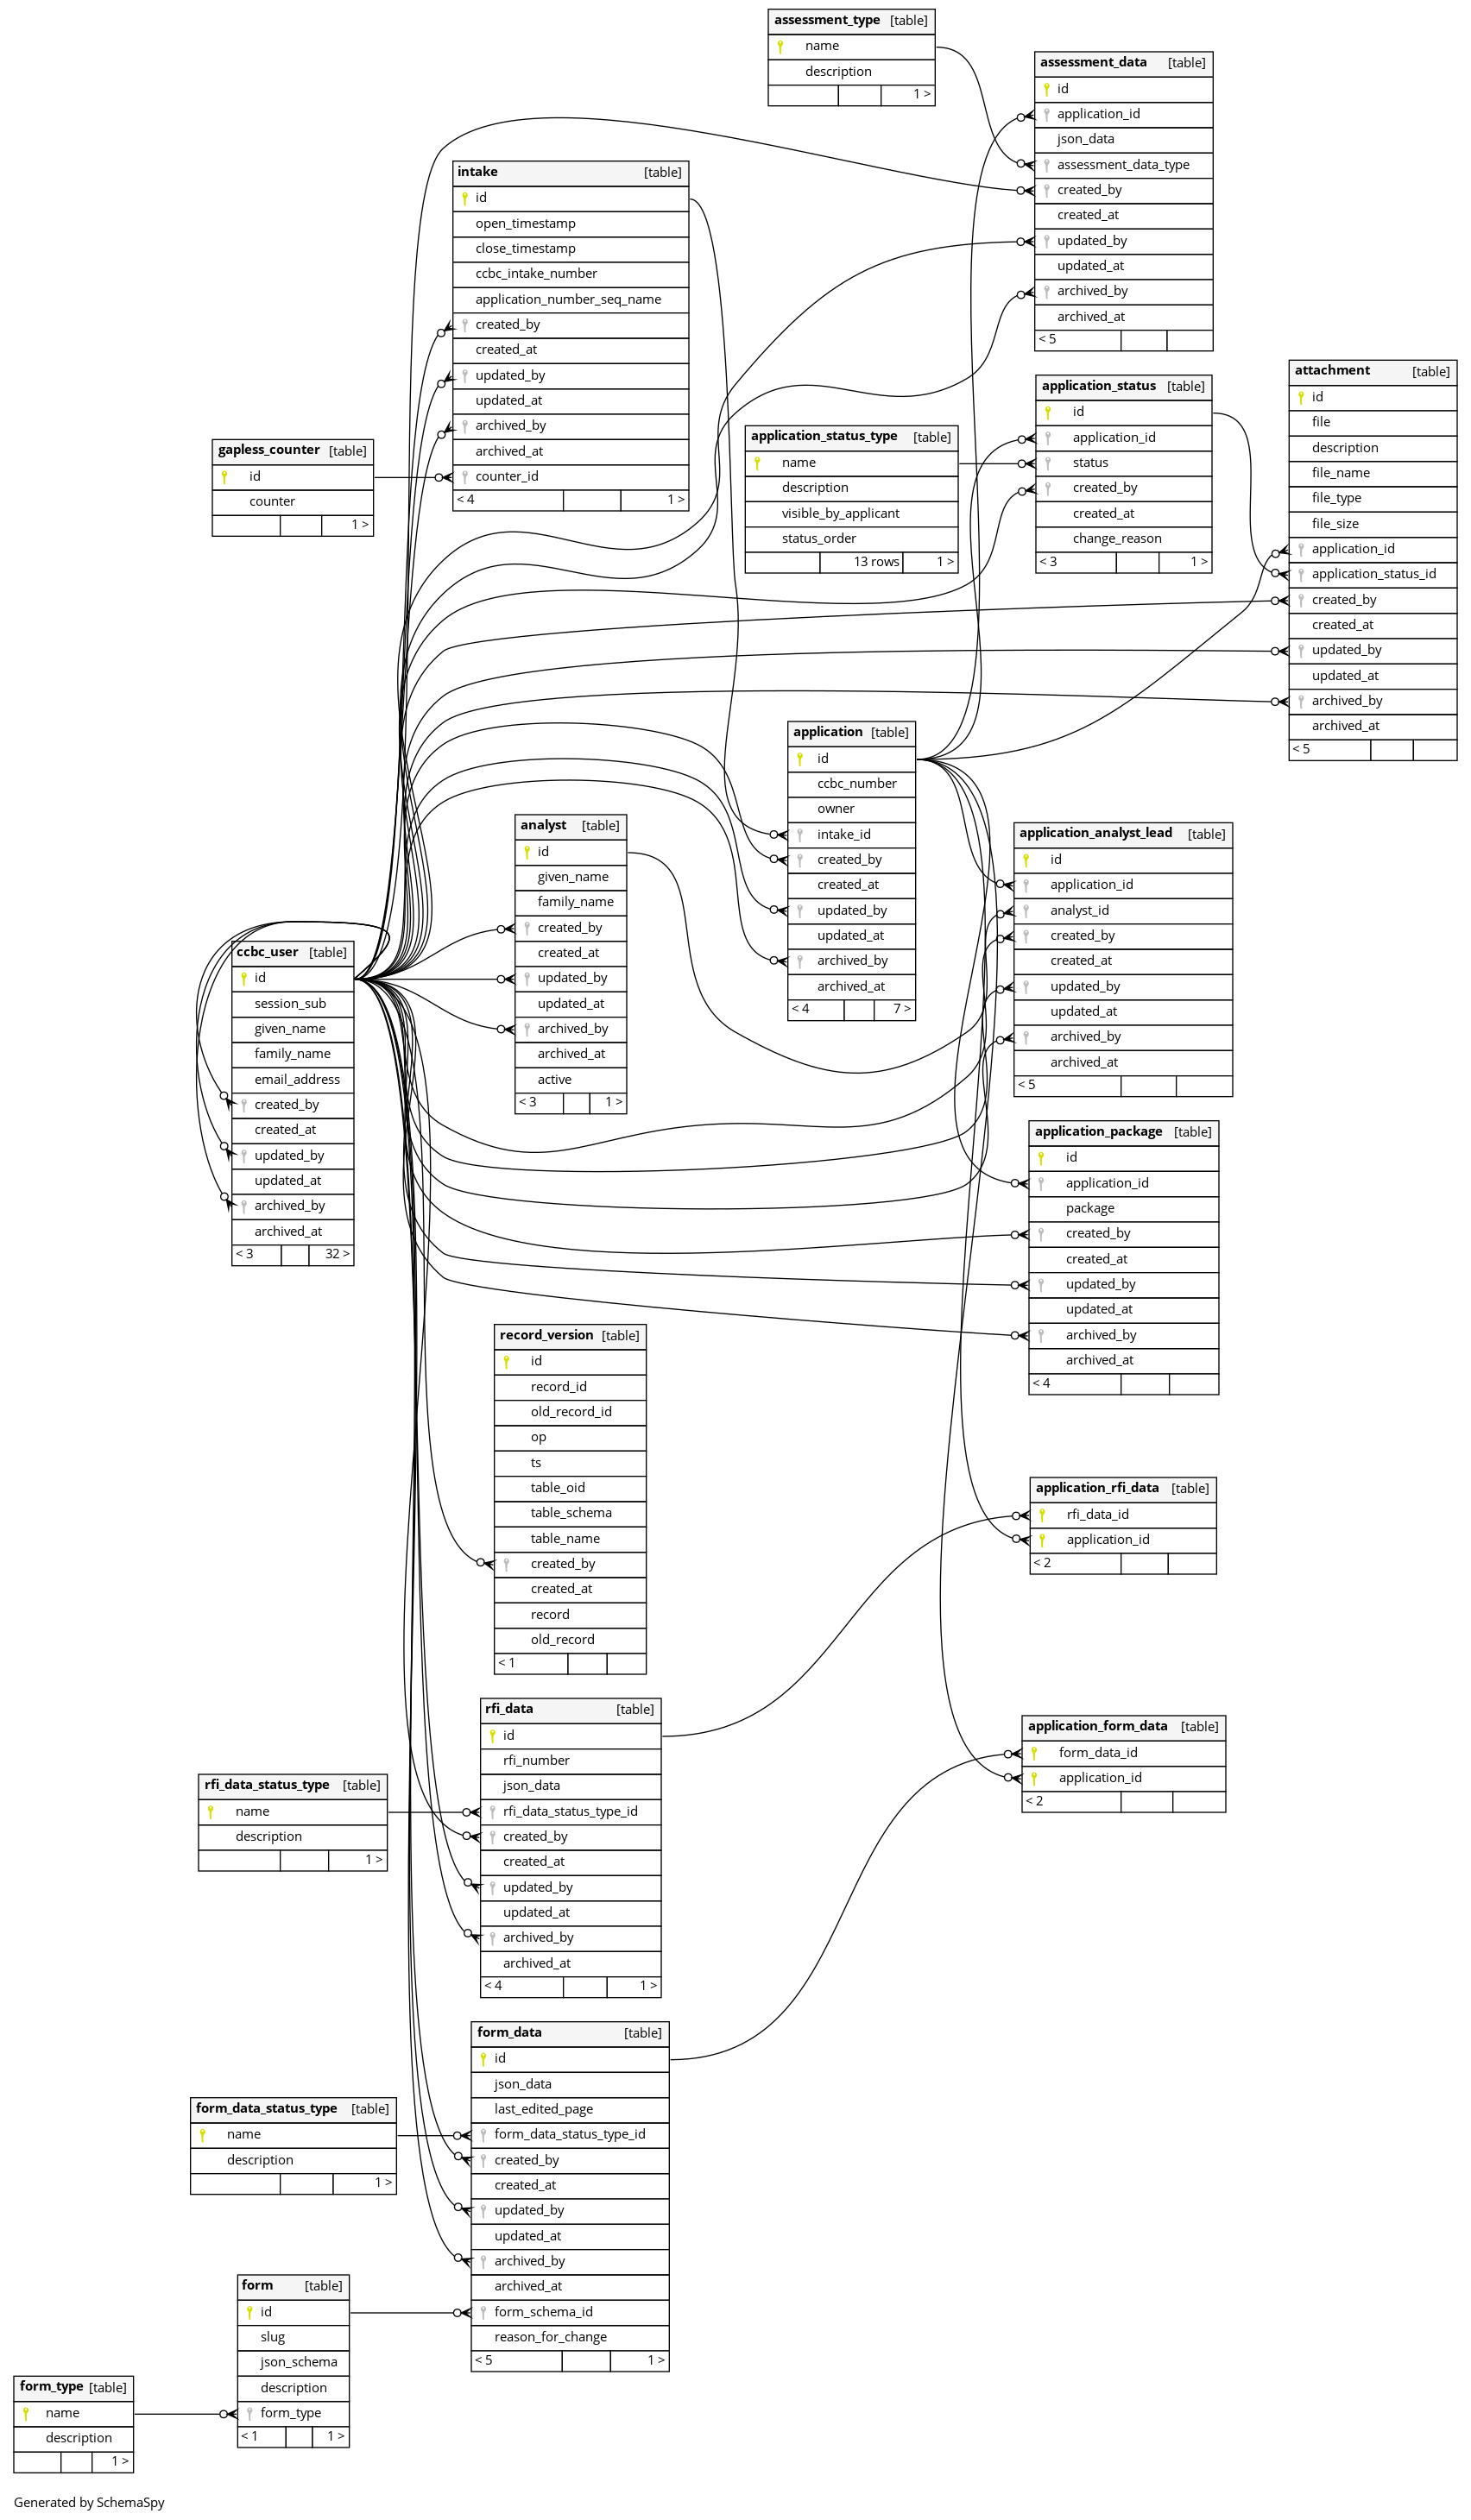 assessment_type [table]
name
description
1 >
assessment_data [table]
id
application_id
json_data
assessment_data_type
created_by
created_at
updated_by
updated_at
archived_by
archived_at
< 5
intake [table]
id
open_timestamp
close_timestamp
ccbc_intake_number
application_number_seq_name
created_by
created_at
updated_by
updated_at
archived_by
archived_at
counter_id
< 4 1 >
attachment [table]
id
file
description
file_name
file_type
file_size
application_id
application_status_id
created_by
created_at
updated_by
updated_at
archived_by
archived_at
< 5
application_status [table]
id
application_id
status
created_by
created_at
change_reason
< 3 1 >
application_status_type [table]
name
description
visible_by_applicant
status_order
13 rows 1 >
gapless_counter [table]
id
counter
1 >
application [table]
id
ccbc_number
owner
intake_id
created_by
created_at
updated_by
updated_at
archived_by
archived_at
< 4 7 >
analyst [table]
id
given_name
family_name
created_by
created_at
updated_by
updated_at
archived_by
archived_at
active
< 3 1 >
application_analyst_lead [table]
id
application_id
analyst_id
created_by
created_at
updated_by
updated_at
archived_by
archived_at
< 5
ccbc_user [table]
id
session_sub
given_name
family_name
email_address
created_by
created_at
updated_by
updated_at
archived_by
archived_at
< 3 32 >
application_package [table]
id
application_id
package
created_by
created_at
updated_by
updated_at
archived_by
archived_at
< 4
record_version [table]
id
record_id
old_record_id
op
ts
table_oid
table_schema
table_name
created_by
created_at
record
old_record
< 1
application_rfi_data [table]
rfi_data_id
application_id
< 2
rfi_data [table]
id
rfi_number
json_data
rfi_data_status_type_id
created_by
created_at
updated_by
updated_at
archived_by
archived_at
< 4 1 >
application_form_data [table]
form_data_id
application_id
< 2
rfi_data_status_type [table]
name
description
1 >
form_data [table]
id
json_data
last_edited_page
form_data_status_type_id
created_by
created_at
updated_by
updated_at
archived_by
archived_at
form_schema_id
reason_for_change
< 5 1 >
form_data_status_type [table]
name
description
1 >
form [table]
id
slug
json_schema
description
form_type
< 1 1 >
form_type [table]
name
description
1 >
Generated by SchemaSpy